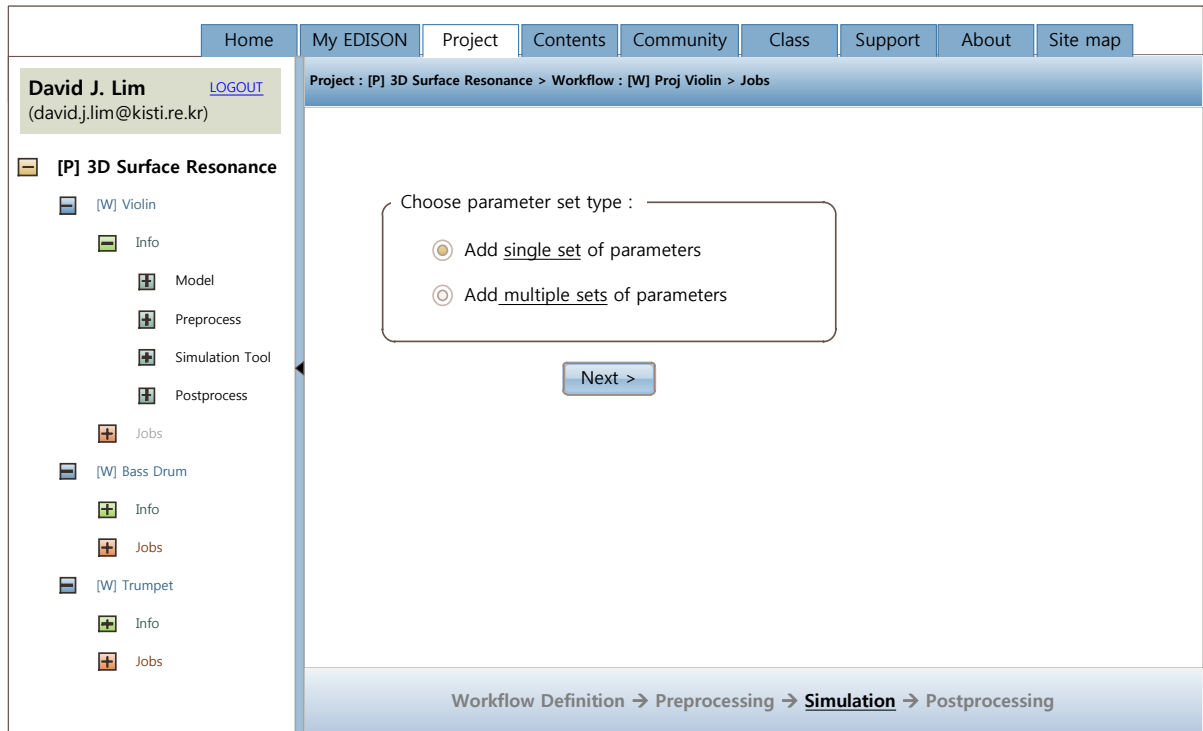 Home My EDISON Project Contents Community Class Support About Site map
David J. Lim LOGOUT
(david.j.lim@kisti.re.kr)
Project : [P] 3D Surface Resonance > Workflow : [W] Proj Violin > Jobs
[P] 3D Surface Resonance
[W] Violin
Info
Model
Preprocess
Simulation Tool
Postprocess
Jobs
[W] Bass Drum
Info
Jobs
[W] Trumpet
Info
Jobs
Choose parameter set type :
Add single set of parameters
Add multiple sets of parameters
Next >
Workflow Definition → Preprocessing → Simulation → Postprocessing